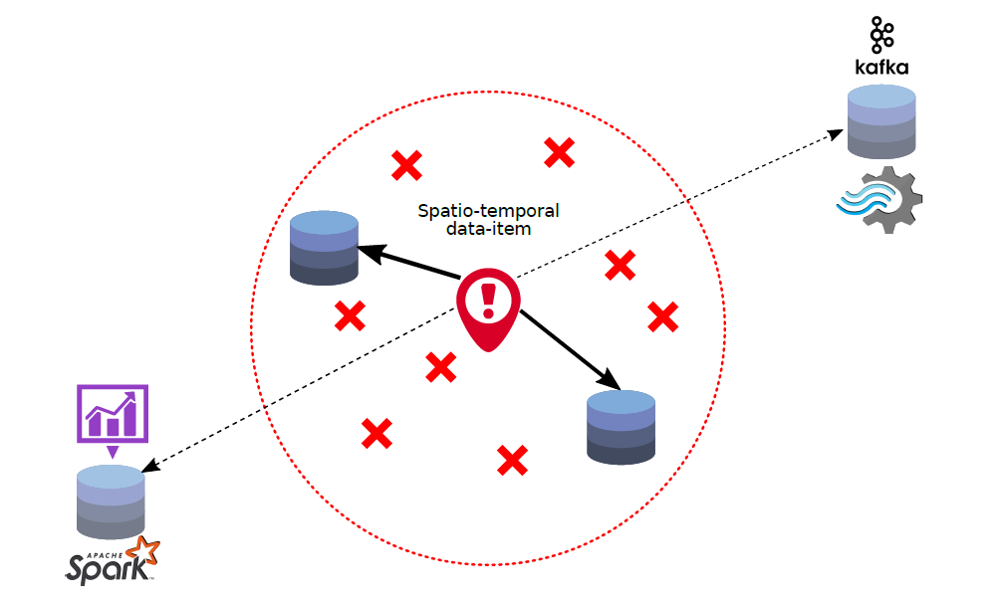 kafka
Spatio-temporal
data-item
APACHE
Spark